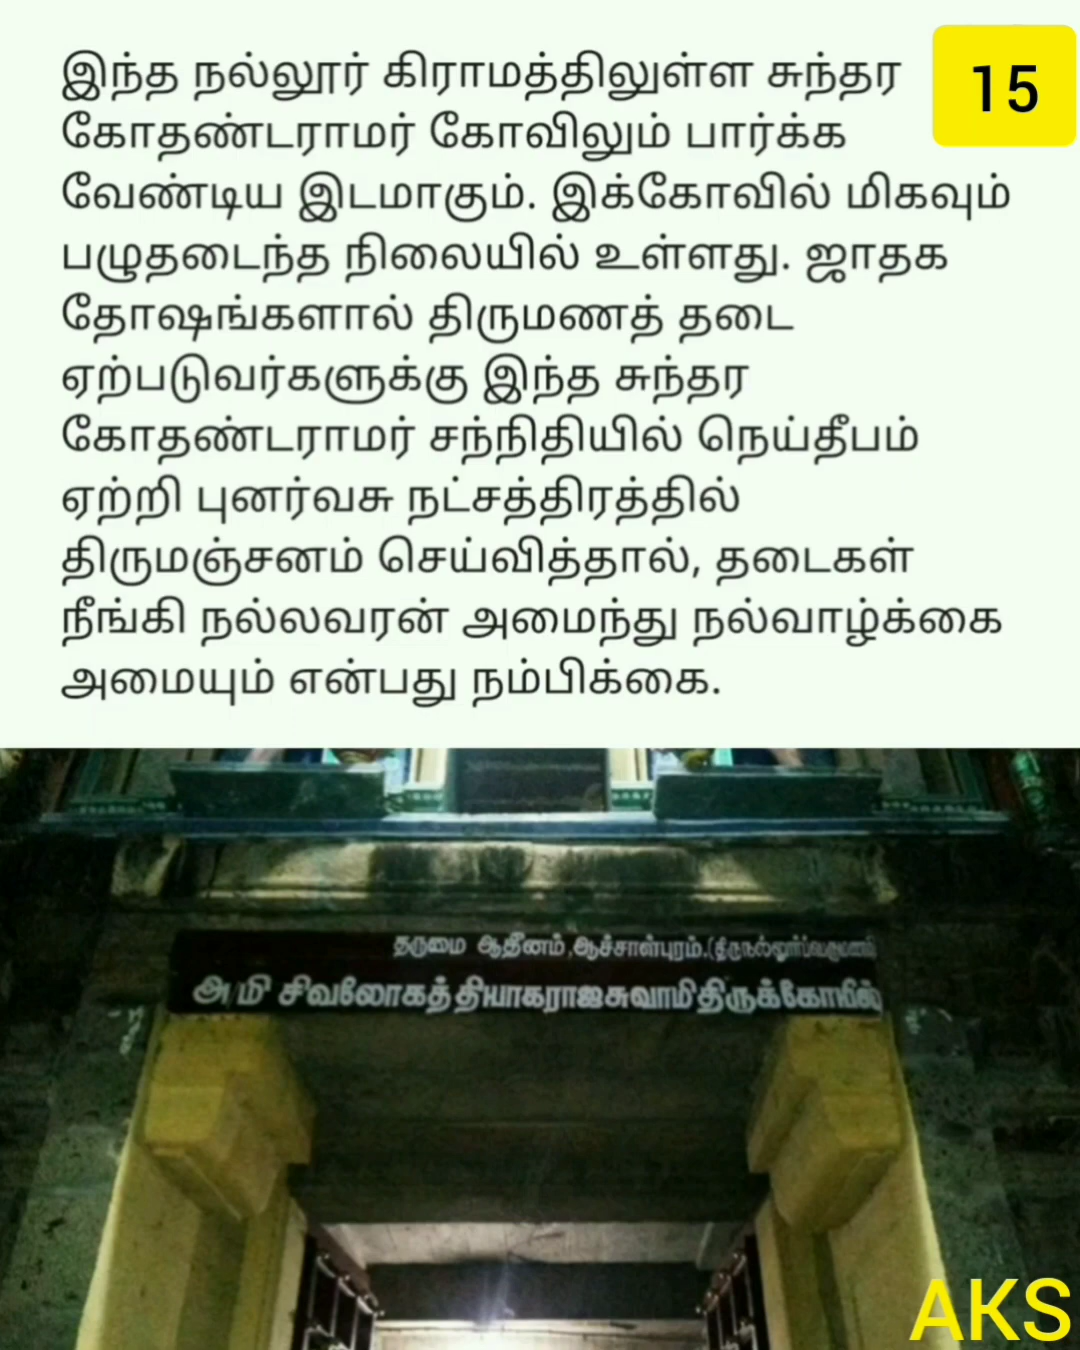 இந்த நல்லூர் கிராமத்திலுள்ள சுந்தர
15
கோதண்டராமர் கோவிலும் பார்க்க
வேண்டிய இடமாகும். இக்கோவில் மிகவும்
பழுதடைந்த நிலையில் உள்ளது. ஜாதக
தோஷங்களால் திருமணத் தடை
ஏற்படுவர்களுக்கு இந்த சுந்தர
கோதண்டராமர் சந்நிதியில் நெய்தீபம்
ஏற்றி புனர்வசு நட்சத்திரத்தில்
திருமஞ்சனம் செய்வித்தால், தடைகள்
நீங்கி நல்லவரன் அமைந்து நல்வாழ்க்கை
அமையும் என்பது நம்பிக்கை.
தருமை ஆதீனம்,ஆச்சாள்புரம்.
அ மி சிவலோகத்தியாகராஜசுவாமி திருக்கோயில்
AKS